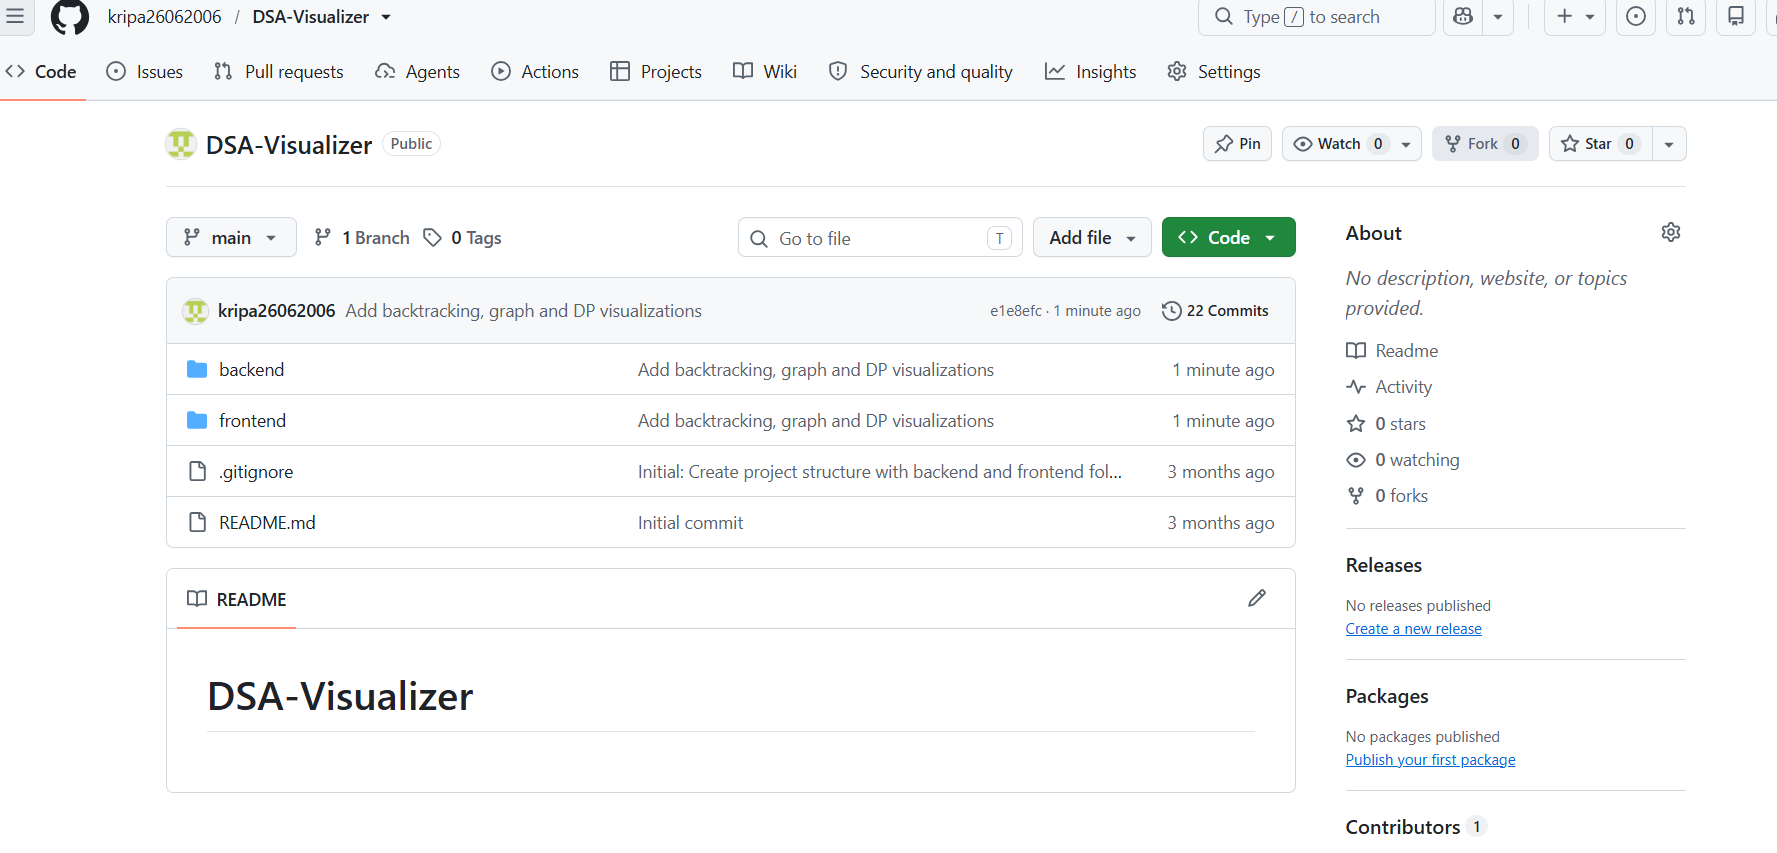 kripa26062006 / DSA-Visualizer
Type / to search
Code Issues Pull requests Agents Actions Projects Wiki Security and quality Insights Settings
DSA-Visualizer Public
Pin Watch 0 Fork 0 Star 0
main 1 Branch 0 Tags Go to file T Add file Code
kripa26062006 Add backtracking, graph and DP visualizations e1e8efc · 1 minute ago 22 Commits
backend Add backtracking, graph and DP visualizations 1 minute ago
frontend Add backtracking, graph and DP visualizations 1 minute ago
.gitignore Initial: Create project structure with backend and frontend fol... 3 months ago
README.md Initial commit 3 months ago
README
DSA-Visualizer
About
No description, website, or topics
provided.
Readme
Activity
0 stars
0 watching
0 forks
Releases
No releases published
Create a new release
Packages
No packages published
Publish your first package
Contributors 1